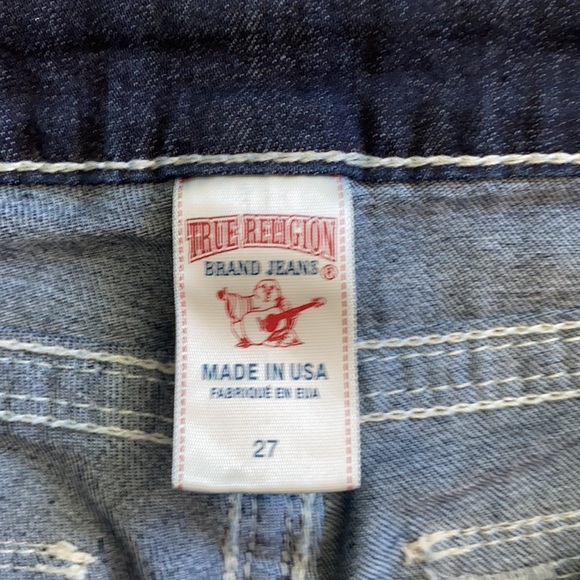 TRUE RELIGION
BRAND JEANS®
MADE IN USA
FABRIQUÉ EN EUA
27